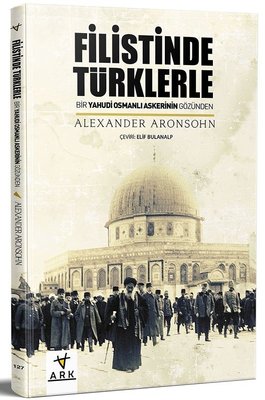 FİLİSTİNDE
TÜRKLERLE
BİR YAHUDİ OSMANLI ASKERİNİN GÖZÜNDEN
ALEXANDER ARONSOHN
ÇEVİRİ: ELİF BULANALP
ARK
FİLİSTİNDE TÜRKLERLE
BİR YAHUDİ OSMANLI ASKERİNİN GÖZÜNDEN
ALEXANDER ARONSOHN
127